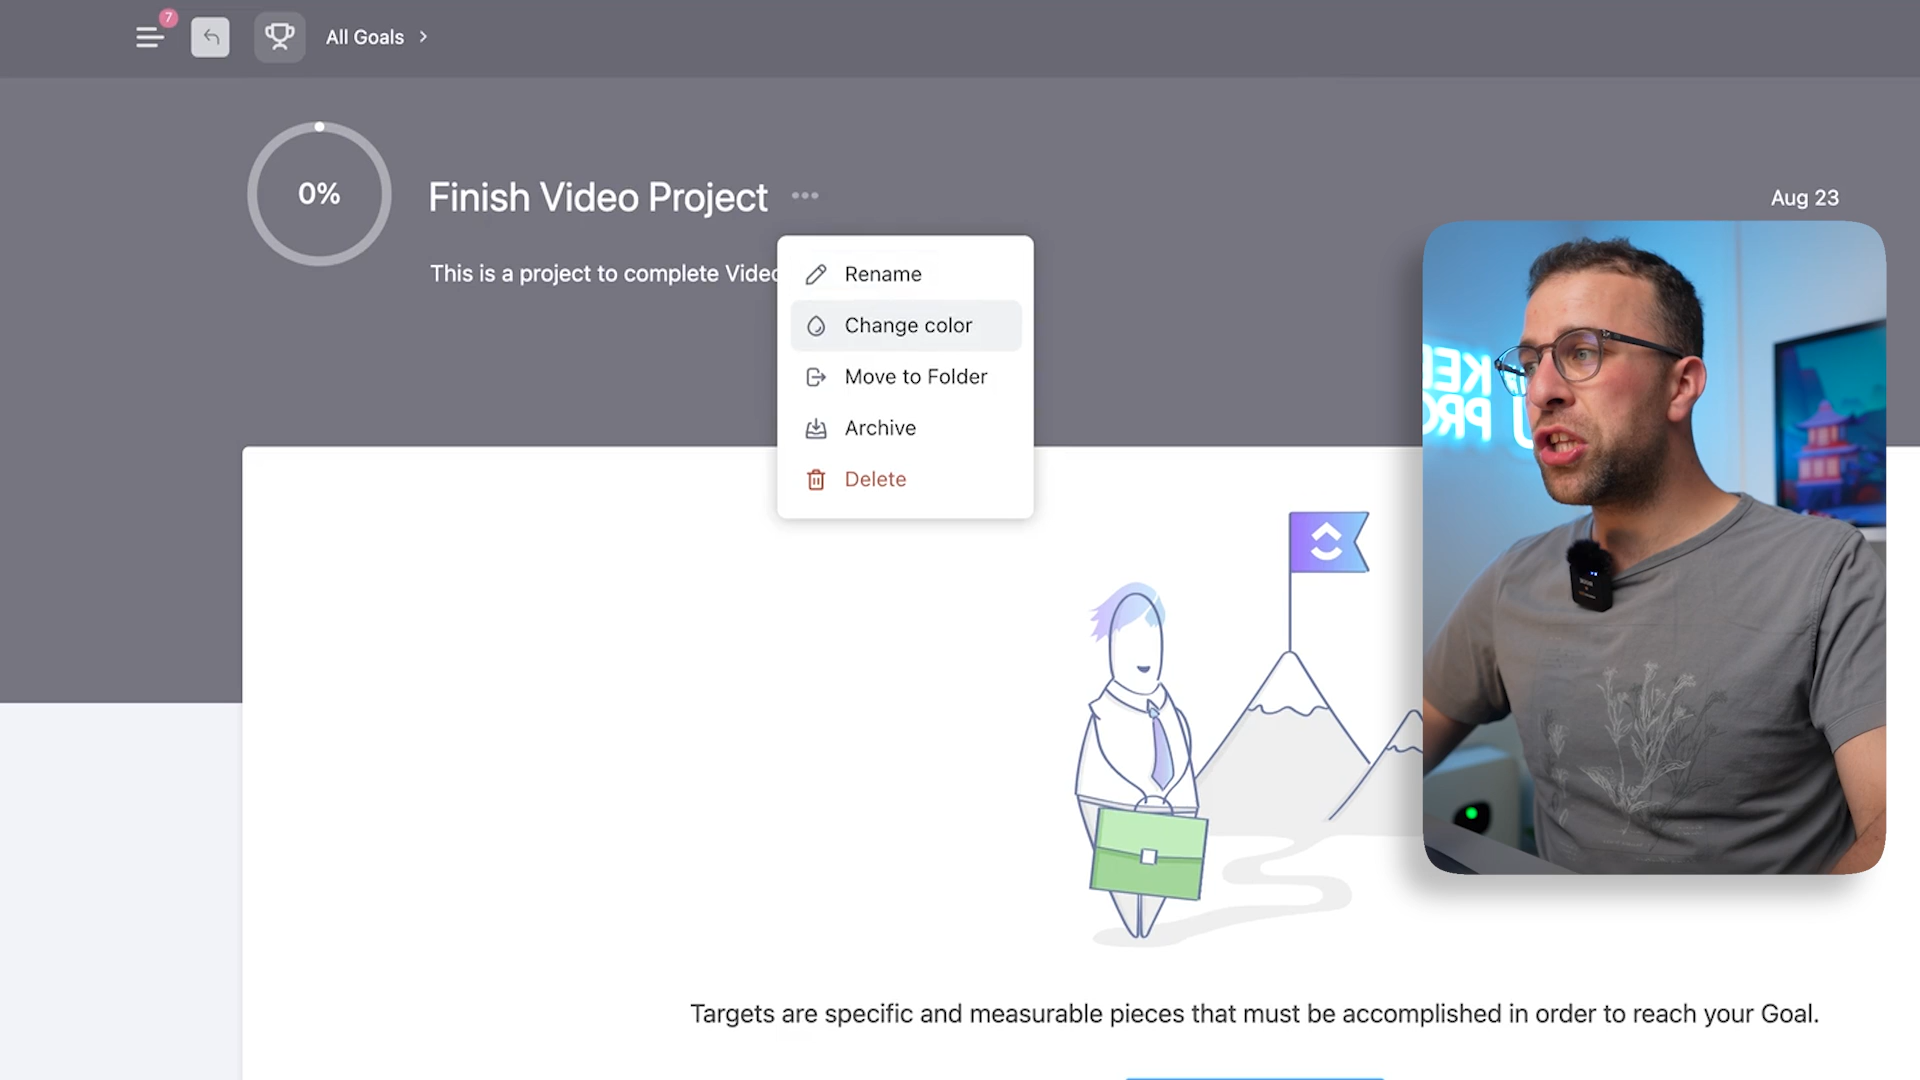 7
All Goals
0%
Finish Video Project
Aug 23
This is a project to complete
Rename
Change color
Move to Folder
Archive
Delete
Targets are specific and measurable pieces that must be accomplished in order to reach your Goal.